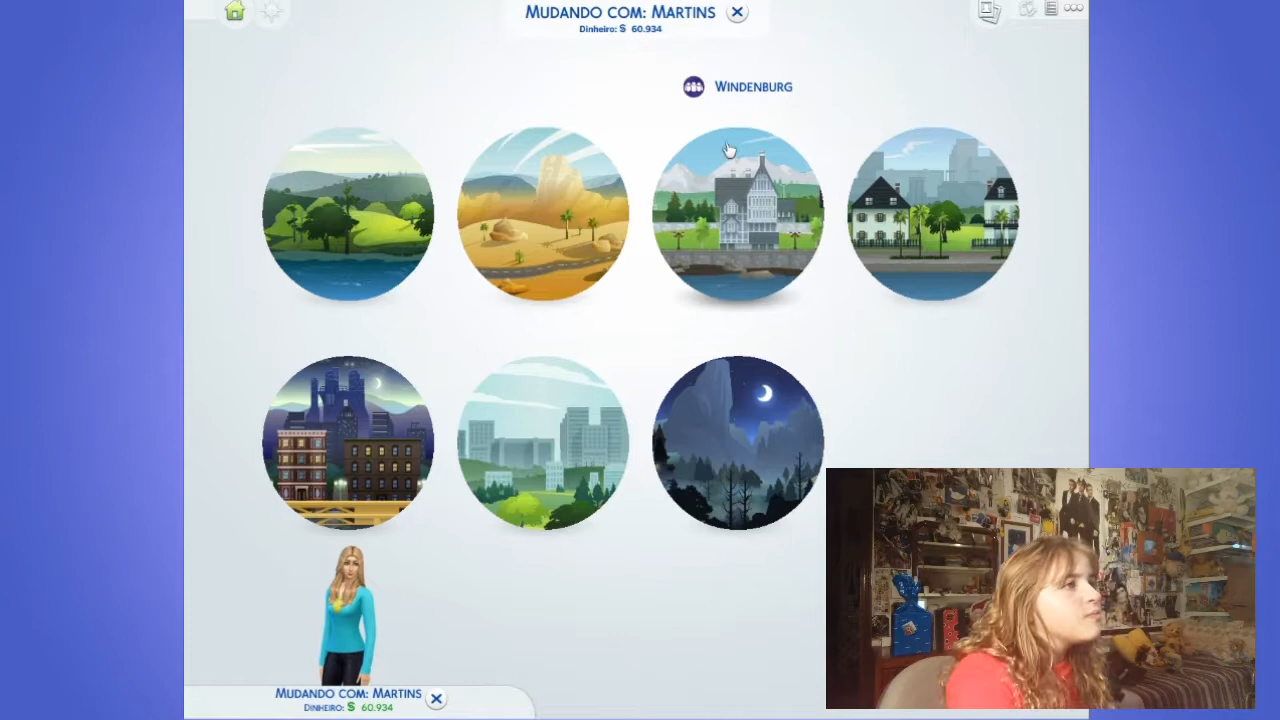 MUDANDO COM: MARTINS
Dinheiro: $ 60.934
WINDENBURG
MUDANDO COM: MARTINS
DINHEIRO: $ 60.934